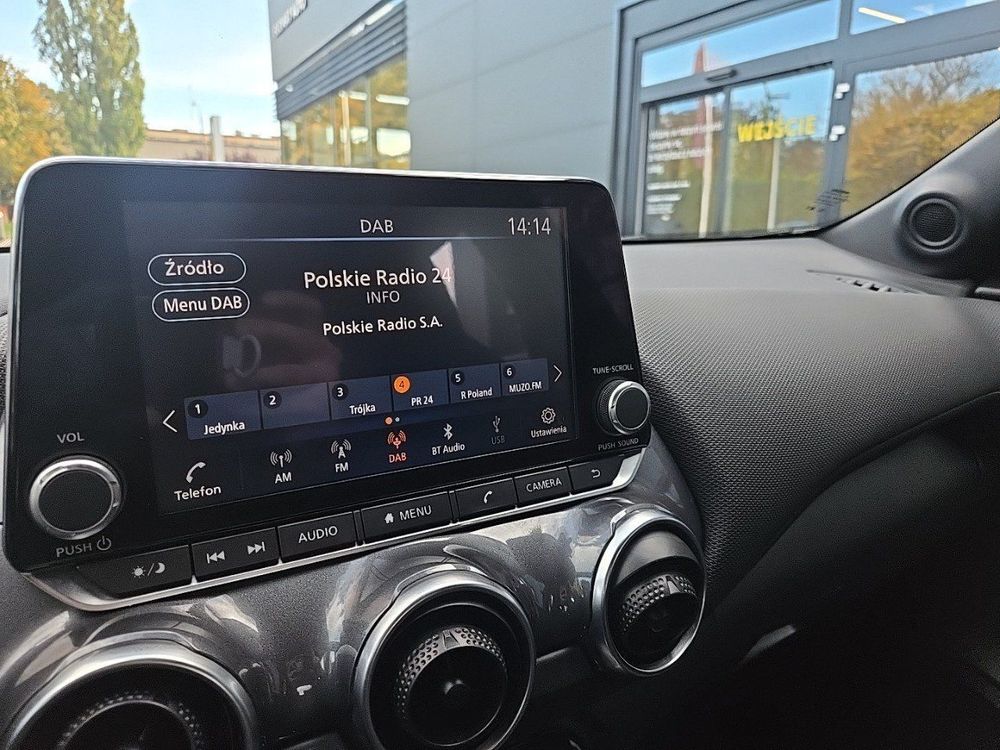 WEJŚCIE
DAB
14:14
Źródło
Menu DAB
Polskie Radio 24
INFO
Polskie Radio S.A.
1 Jedynka
2
3 Trójka
4 PR 24
5 R Poland
6 MUZO.FM
Telefon
AM
FM
DAB
BT Audio
USB
Ustawienia
VOL
PUSH
TUNE·SCROLL
PUSH SOUND
AUDIO
MENU
CAMERA